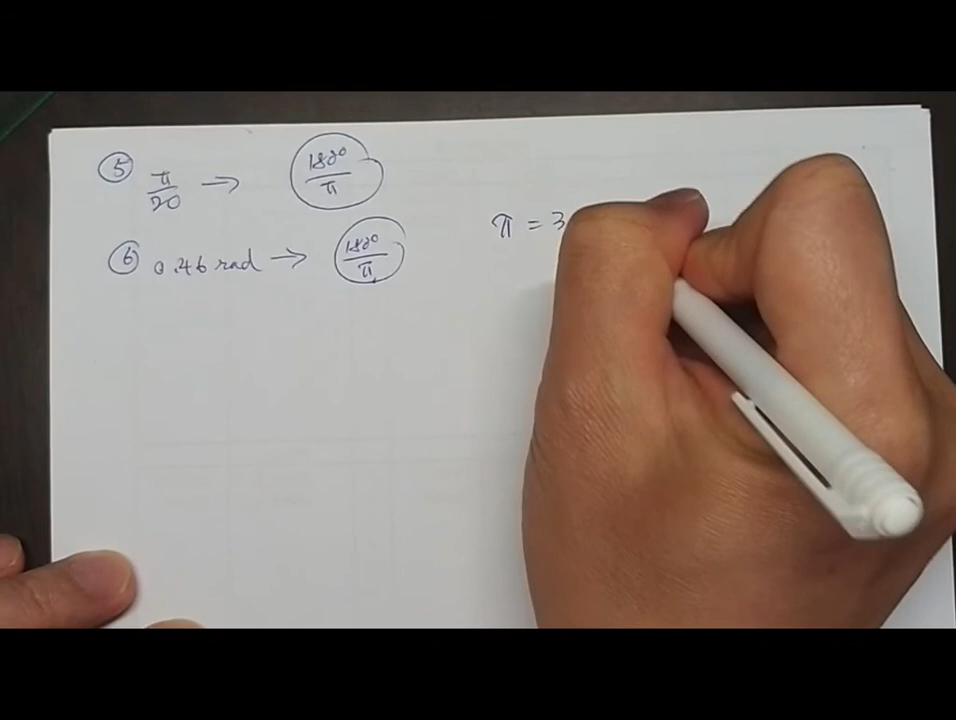 ⑤ π/20 → 180°/π
⑥ 0.46 rad → 180°/π
π = 3